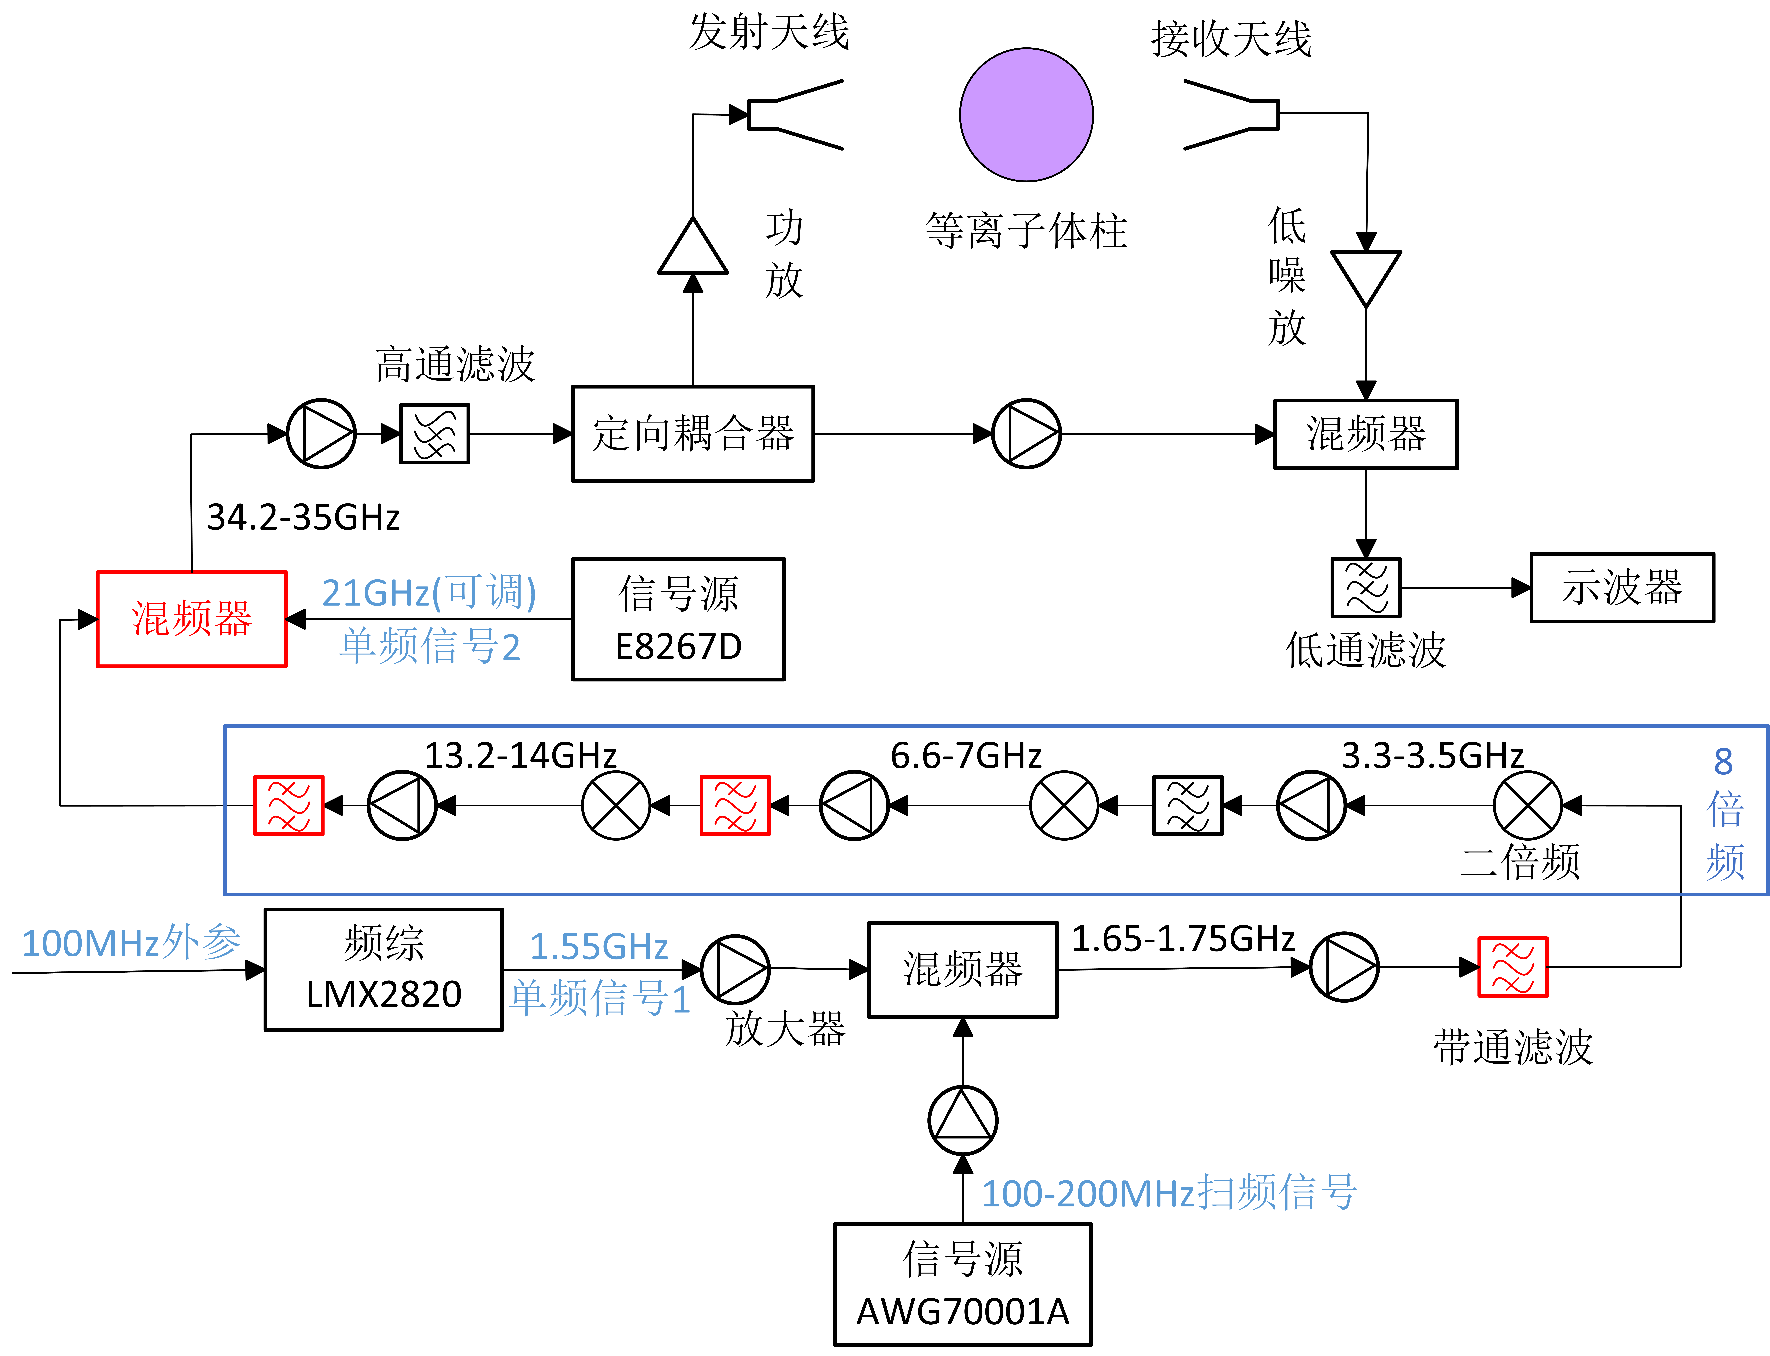 发射天线
接收天线
功放
等离子体柱
低噪放
高通滤波
定向耦合器
混频器
34.2-35GHz
混频器
21GHz(可调)
单频信号2
信号源
E8267D
示波器
低通滤波
13.2-14GHz
6.6-7GHz
3.3-3.5GHz
8倍频
二倍频
100MHz外参
频综
LMX2820
1.55GHz
单频信号1
放大器
混频器
1.65-1.75GHz
带通滤波
100-200MHz扫频信号
信号源
AWG70001A